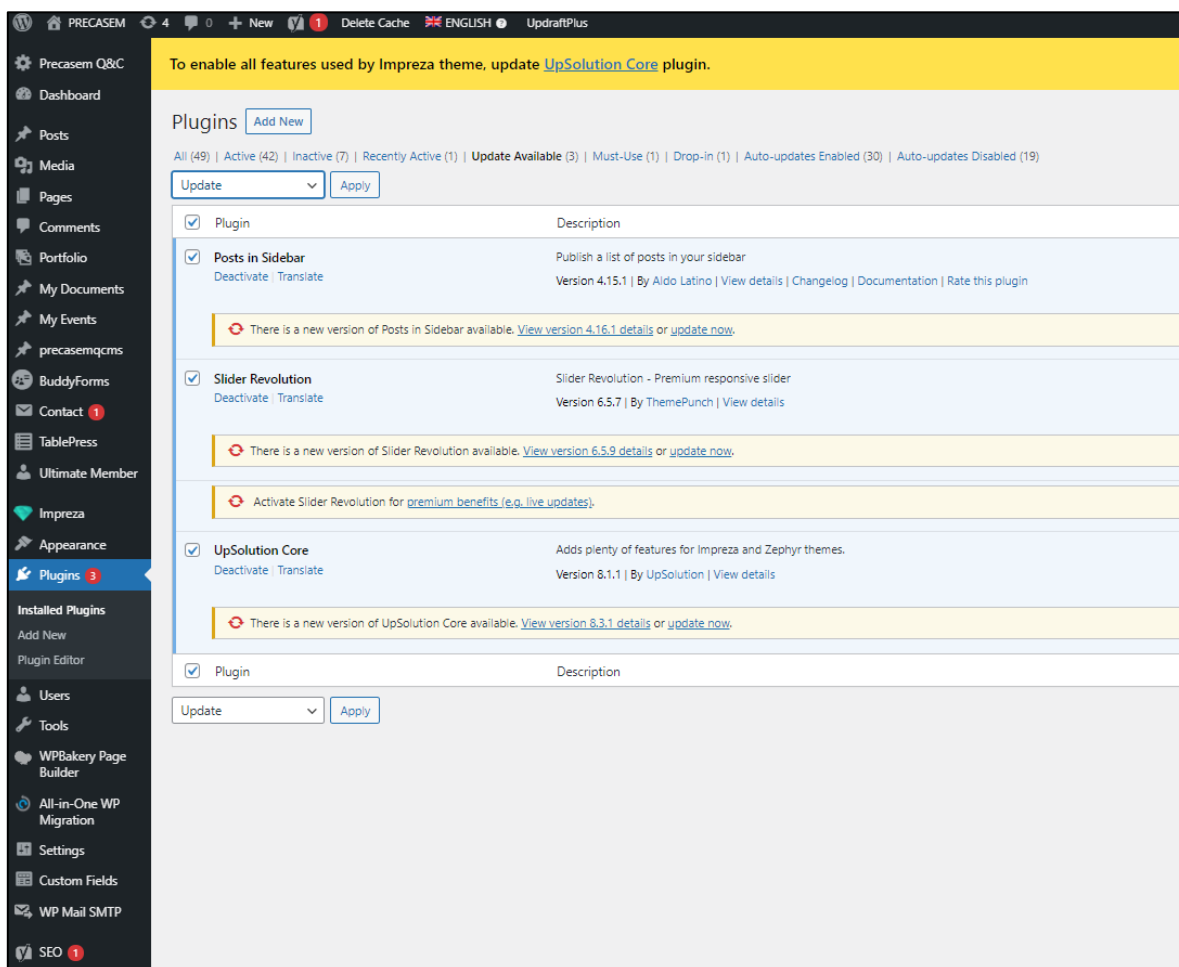 PRECASEM 4 0 New 1 Delete Cache ENGLISH UpdraftPlus
Precasem Q&C
Dashboard
Posts
Media
Pages
Comments
Portfolio
My Documents
My Events
precasemqcms
BuddyForms
Contact 1
TablePress
Ultimate Member
Impreza
Appearance
Plugins 3
Installed Plugins
Add New
Plugin Editor
Users
Tools
WPBakery Page
Builder
All-in-One WP
Migration
Settings
Custom Fields
WP Mail SMTP
SEO 1
To enable all features used by Impreza theme, update UpSolution Core plugin.
Plugins Add New
All (49) | Active (42) | Inactive (7) | Recently Active (1) | Update Available (3) | Must-Use (1) | Drop-in (1) | Auto-updates Enabled (30) | Auto-updates Disabled (19)
Update Apply
Plugin Description
Posts in Sidebar Publish a list of posts in your sidebar
Deactivate | Translate Version 4.15.1 | By Aldo Latino | View details | Changelog | Documentation | Rate this plugin
There is a new version of Posts in Sidebar available. View version 4.16.1 details or update now.
Slider Revolution Slider Revolution - Premium responsive slider
Deactivate | Translate Version 6.5.7 | By ThemePunch | View details
There is a new version of Slider Revolution available. View version 6.5.9 details or update now.
Activate Slider Revolution for premium benefits (e.g. live updates).
UpSolution Core Adds plenty of features for Impreza and Zephyr themes.
Deactivate | Translate Version 8.1.1 | By UpSolution | View details
There is a new version of UpSolution Core available. View version 8.3.1 details or update now.
Plugin Description
Update Apply